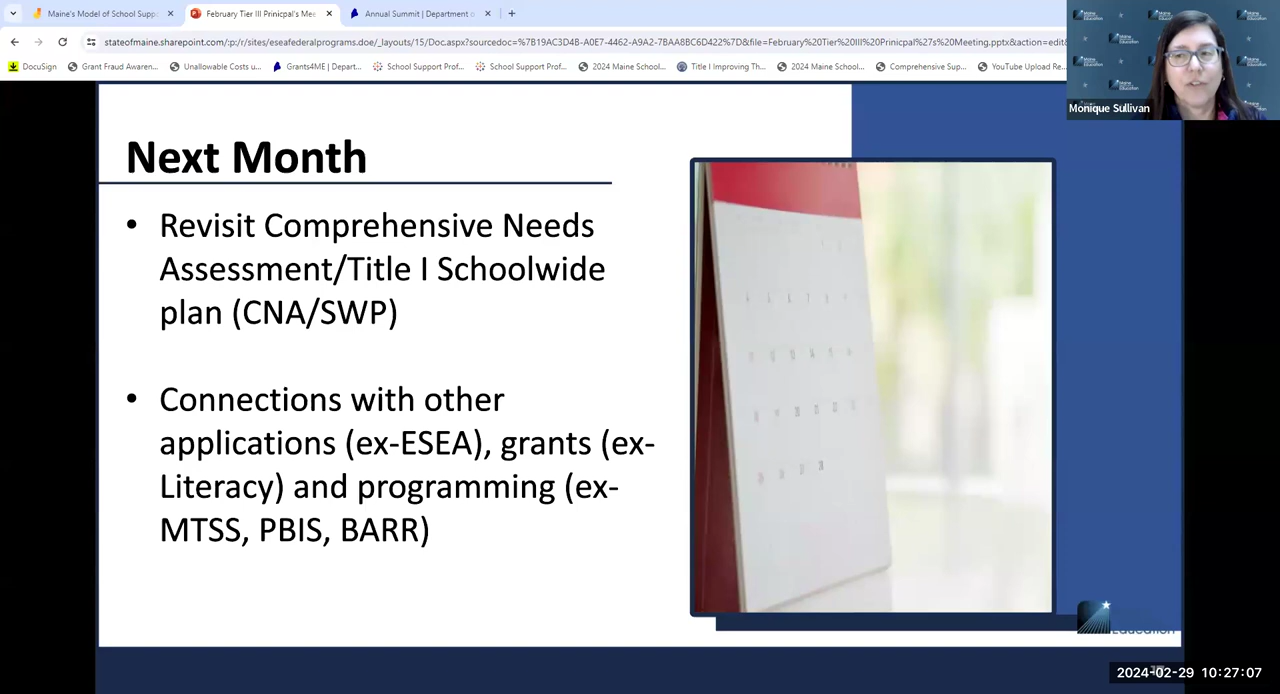 Maine's Model of School Supp
February Tier III Prinicpal's Mee
Annual Summit | Department o
stateofmaine.sharepoint.com/:p:/r/sites/eseafederalprograms.doe/_layouts/15/Doc.aspx?sourcedoc=%7B19AC3D4B-A0E7-4462-A9A2-7BAA8BC6D422%7D&file=February%20Tier%20III%20Prinicpal%27s%20Meeting.pptx&action=edit&
DocuSign
Grant Fraud Awaren...
Unallowable Costs u...
Grants4ME | Depart...
School Support Prof...
School Support Prof...
2024 Maine School...
Title I Improving Th...
2024 Maine School...
Comprehensive Sup...
YouTube Upload Re...
Monique Sullivan
Next Month
• Revisit Comprehensive Needs
Assessment/Title I Schoolwide
plan (CNA/SWP)
• Connections with other
applications (ex-ESEA), grants (ex-
Literacy) and programming (ex-
MTSS, PBIS, BARR)
Education
2024-02-29 10:27:07